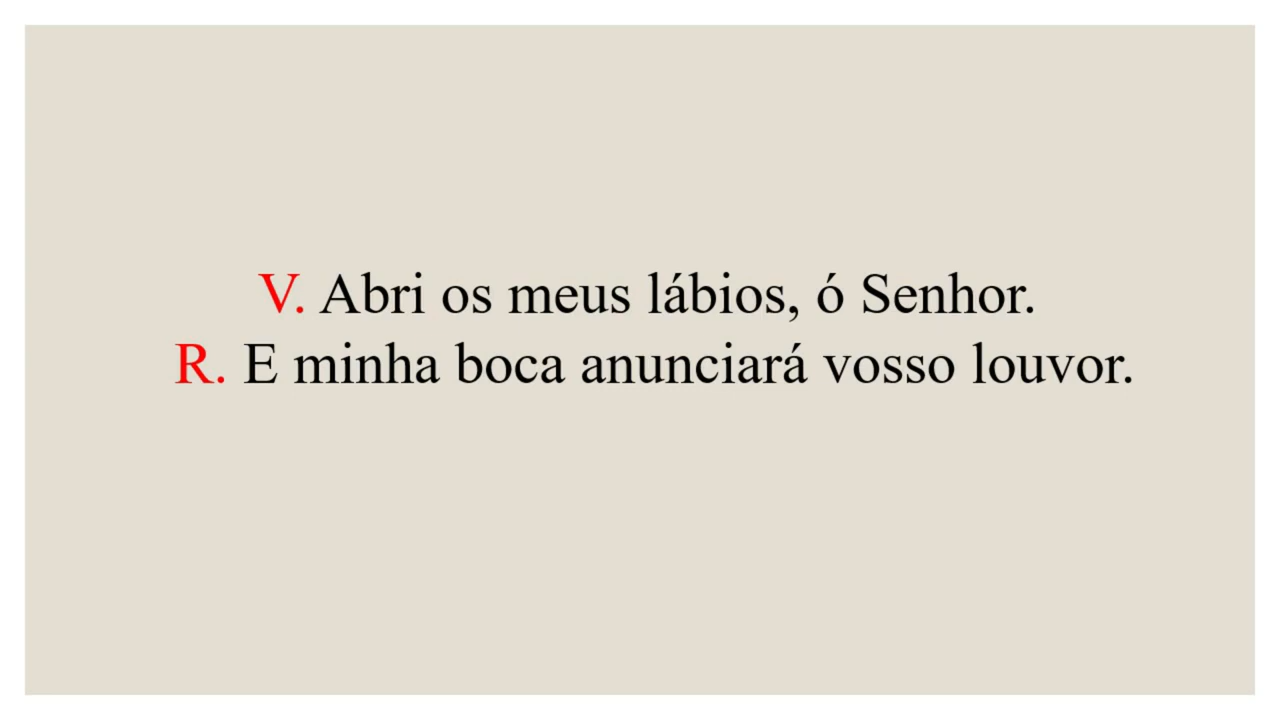 V. Abri os meus lábios, ó Senhor.
R. E minha boca anunciará vosso louvor.